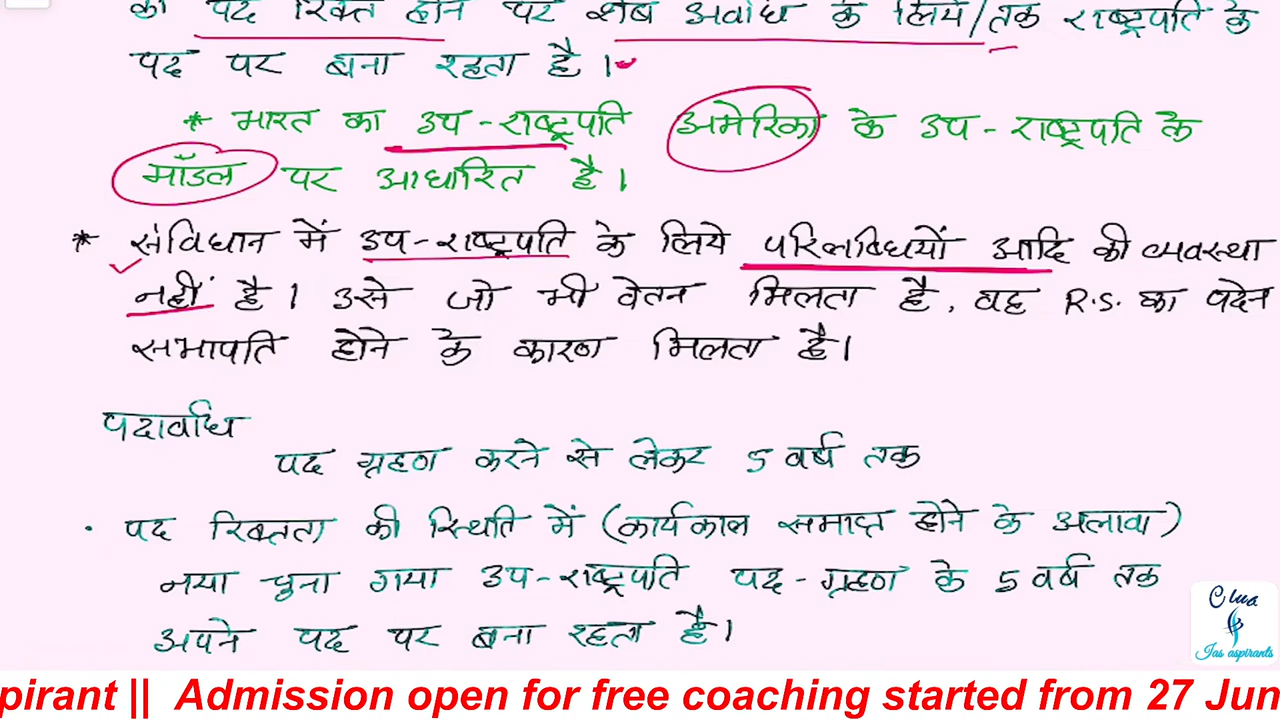 का पद रिक्त होने पर शेष अवधि के लिये/तक राष्ट्रपति के
पद पर बना रहता है।
* भारत का उप-राष्ट्रपति अमेरिका के उप-राष्ट्रपति के
मॉडल पर आधारित है।
* संविधान में उप-राष्ट्रपति के लिये परिलब्धियों आदि की व्यवस्था
नहीं है। उसे जो भी वेतन मिलता है, वह R.S. का पदेन
सभापति होने के कारण मिलता है।
पदावधि
पद ग्रहण करने से लेकर 5 वर्ष तक
· पद रिक्तता की स्थिति में (कार्यकाल समाप्त होने के अलावा)
नया चुना गया उप-राष्ट्रपति पद-ग्रहण के 5 वर्ष तक
अपने पद पर बना रहता है।
Clue
Ias aspirants
pirant || Admission open for free coaching started from 27 Jun